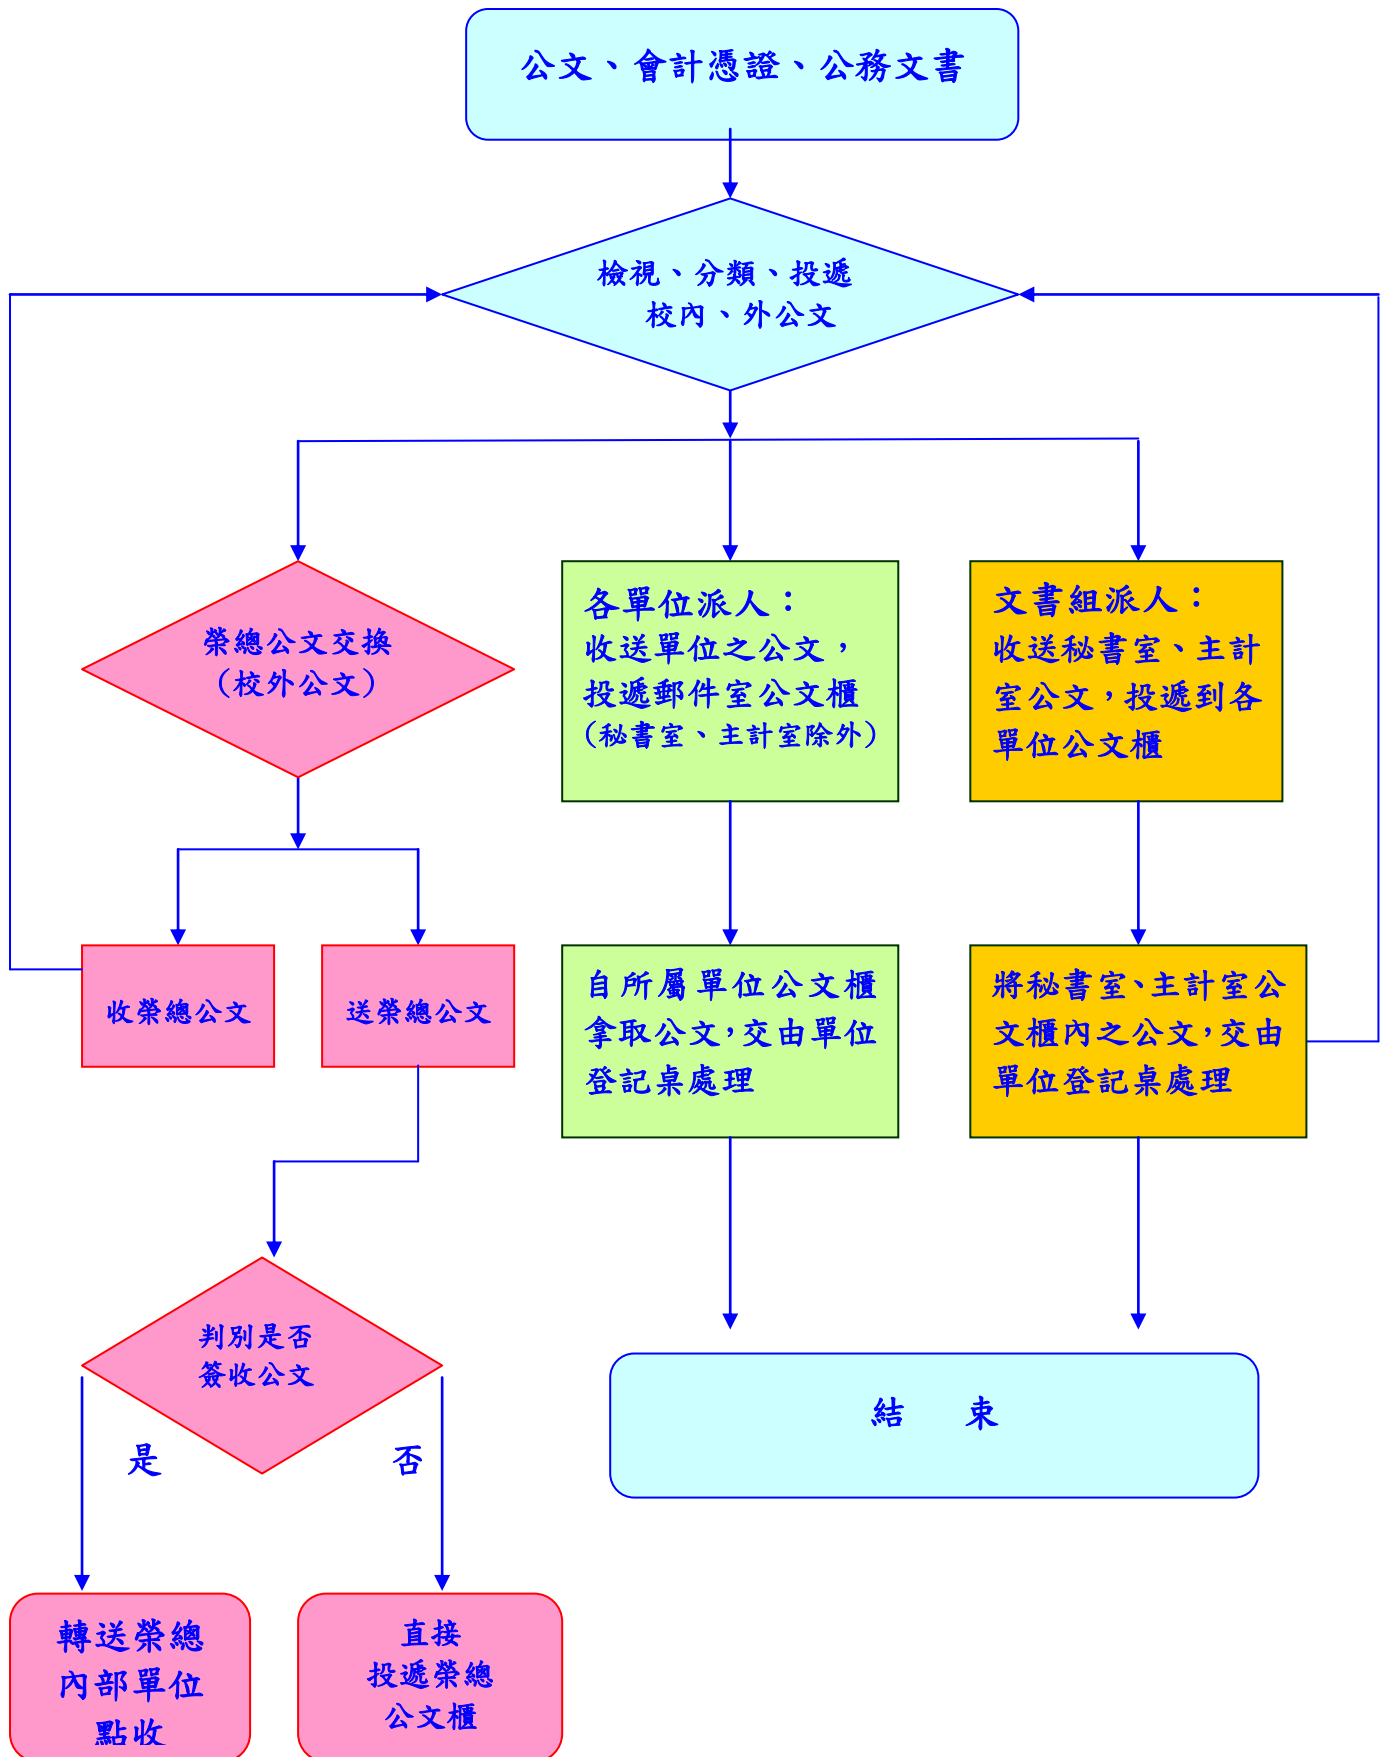 公文、會計憑證、公務文書
檢視、分類、投遞
校內、外公文
榮總公文交換
(校外公文)
各單位派人：
收送單位之公文，
投遞郵件室公文櫃
(秘書室、主計室除外)
文書組派人：
收送秘書室、主計
室公文，投遞到各
單位公文櫃
收榮總公文
送榮總公文
自所屬單位公文櫃
拿取公文，交由單位
登記桌處理
將秘書室、主計室公
文櫃內之公文，交由
單位登記桌處理
判別是否
簽收公文
是
否
結 束
轉送榮總
內部單位
點收
直接
投遞榮總
公文櫃